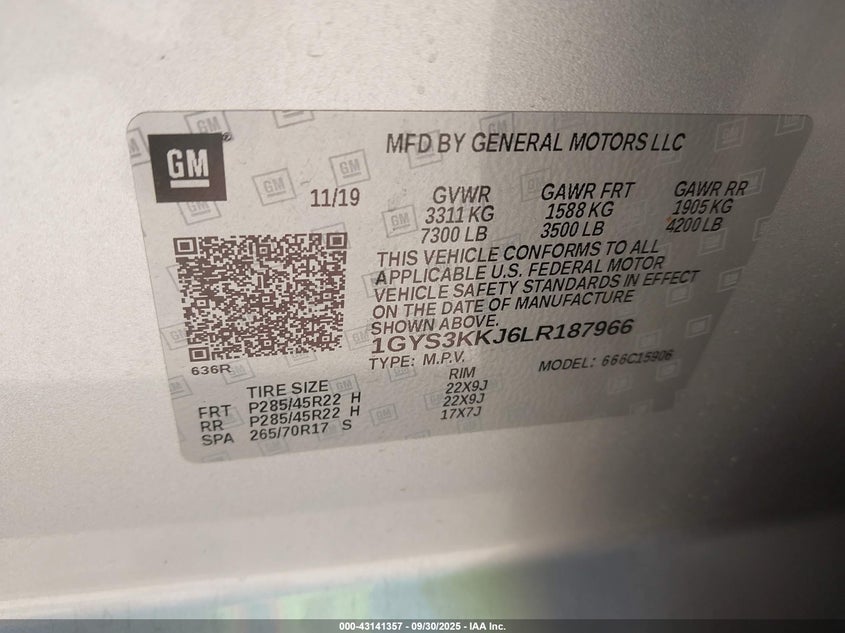 GM
MFD BY GENERAL MOTORS LLC
11/19
GVWR GAWR FRT GAWR RR
3311 KG 1588 KG 1905 KG
7300 LB 3500 LB 4200 LB
THIS VEHICLE CONFORMS TO ALL
APPLICABLE U.S. FEDERAL MOTOR
VEHICLE SAFETY STANDARDS IN EFFECT
ON THE DATE OF MANUFACTURE
SHOWN ABOVE.
1GYS3KKJ6LR187966
TYPE: M.P.V. MODEL: 666C15906
636R
TIRE SIZE RIM
FRT P285/45R22 H 22X9J
RR P285/45R22 H 22X9J
SPA 265/70R17 S 17X7J
000-43141357 - 09/30/2025 - IAA Inc.